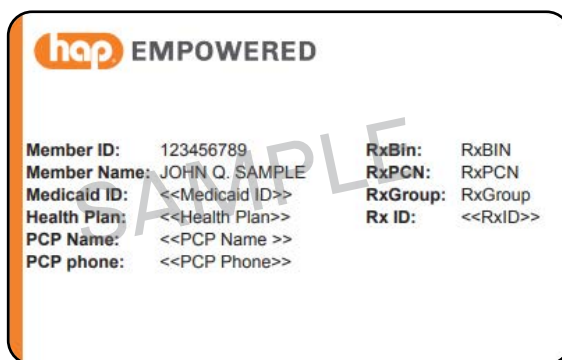 hap EMPOWERED
Member ID: 123456789 RxBin: RxBIN
Member Name: JOHN Q. SAMPLE RxPCN: RxPCN
Medicaid ID: <<Medicaid ID>> RxGroup: RxGroup
Health Plan: <<Health Plan>> Rx ID: <<RxID>>
PCP Name: <<PCP Name >>
PCP phone: <<PCP Phone>>
SAMPLE